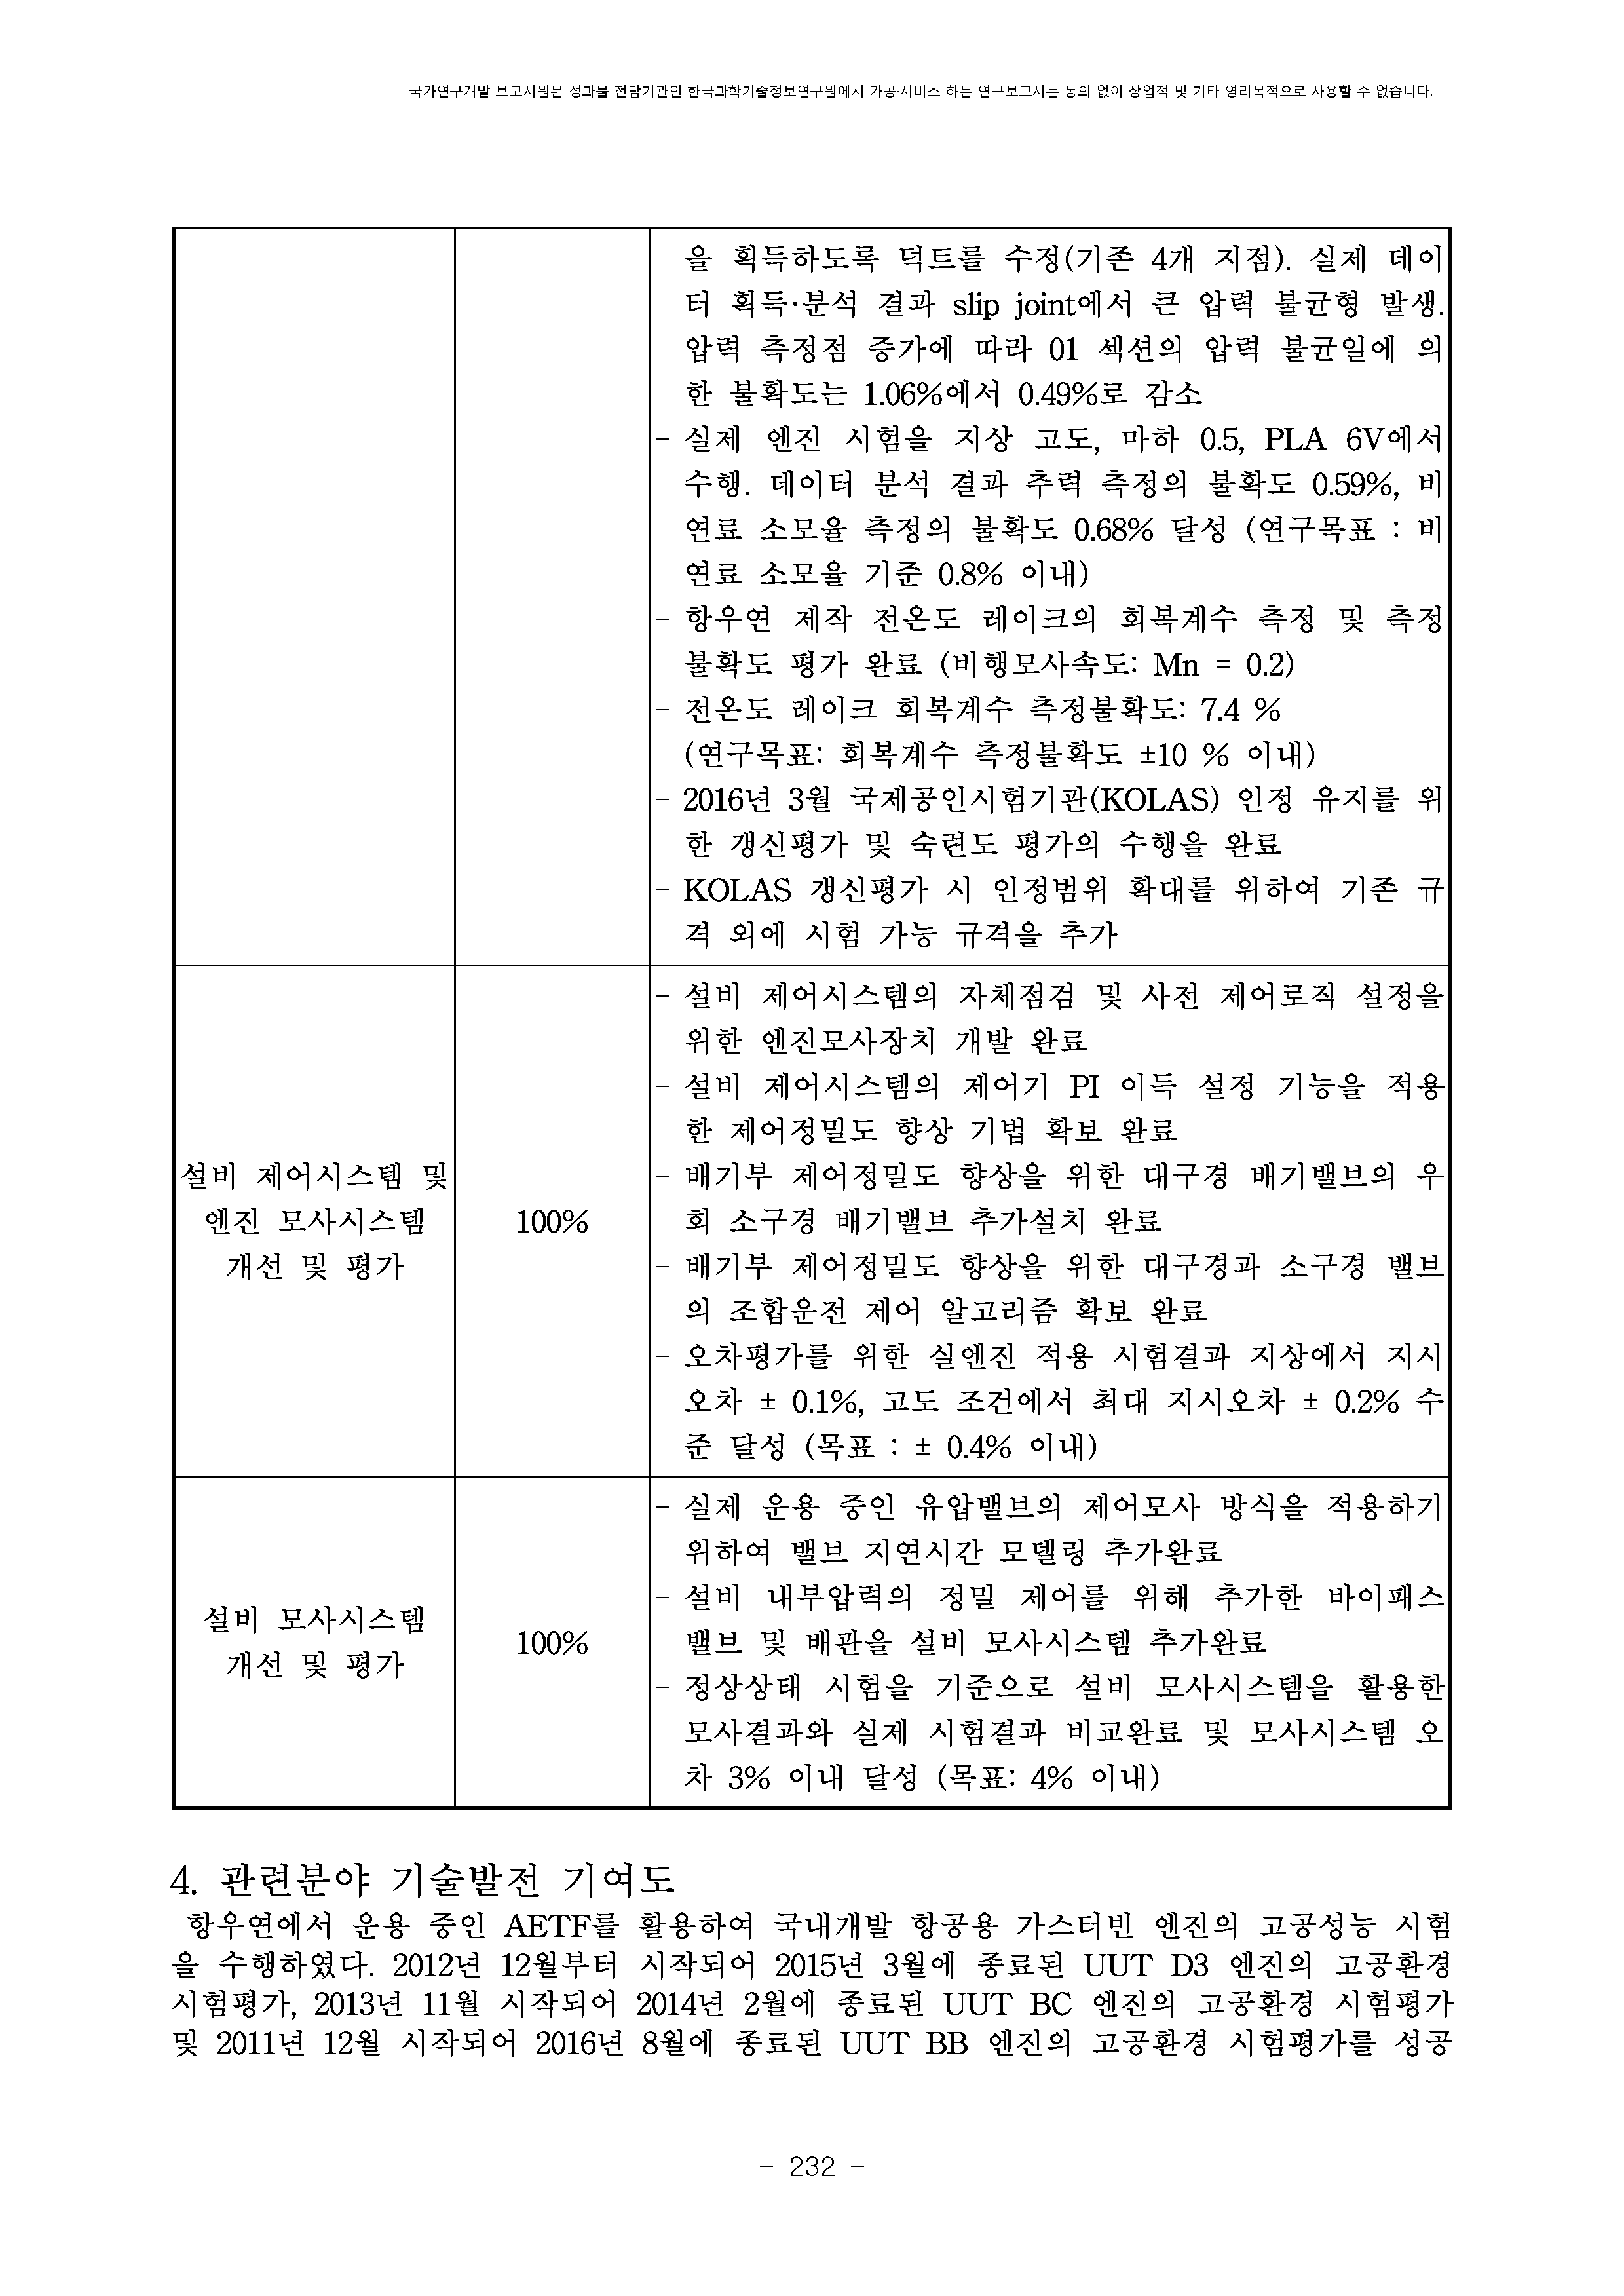 국가연구개발 보고서원문 성과물 전담기관인 한국과학기술정보연구원에서 가공·서비스 하는 연구보고서는 동의 없이 상업적 및 기타 영리목적으로 사용할 수 없습니다.
을 획득하도록 덕트를 수정(기존 4개 지점). 실제 데이
터 획득·분석 결과 slip joint에서 큰 압력 불균형 발생.
압력 측정점 증가에 따라 01 섹션의 압력 불균일에 의
한 불확도는 1.06%에서 0.49%로 감소
- 실제 엔진 시험을 지상 고도, 마하 0.5, PLA 6V에서
수행. 데이터 분석 결과 추력 측정의 불확도 0.59%, 비
연료 소모율 측정의 불확도 0.68% 달성 (연구목표 : 비
연료 소모율 기준 0.8% 이내)
- 항우연 제작 전온도 레이크의 회복계수 측정 및 측정
불확도 평가 완료 (비행모사속도: Mn = 0.2)
- 전온도 레이크 회복계수 측정불확도: 7.4 %
(연구목표: 회복계수 측정불확도 ±10 % 이내)
- 2016년 3월 국제공인시험기관(KOLAS) 인정 유지를 위
한 갱신평가 및 숙련도 평가의 수행을 완료
- KOLAS 갱신평가 시 인정범위 확대를 위하여 기존 규
격 외에 시험 가능 규격을 추가
설비 제어시스템 및
엔진 모사시스템
개선 및 평가
100%
- 설비 제어시스템의 자체점검 및 사전 제어로직 설정을
위한 엔진모사장치 개발 완료
- 설비 제어시스템의 제어기 PI 이득 설정 기능을 적용
한 제어정밀도 향상 기법 확보 완료
- 배기부 제어정밀도 향상을 위한 대구경 배기밸브의 우
회 소구경 배기밸브 추가설치 완료
- 배기부 제어정밀도 향상을 위한 대구경과 소구경 밸브
의 조합운전 제어 알고리즘 확보 완료
- 오차평가를 위한 실엔진 적용 시험결과 지상에서 지시
오차 ± 0.1%, 고도 조건에서 최대 지시오차 ± 0.2% 수
준 달성 (목표 : ± 0.4% 이내)
설비 모사시스템
개선 및 평가
100%
- 실제 운용 중인 유압밸브의 제어모사 방식을 적용하기
위하여 밸브 지연시간 모델링 추가완료
- 설비 내부압력의 정밀 제어를 위해 추가한 바이패스
밸브 및 배관을 설비 모사시스템 추가완료
- 정상상태 시험을 기준으로 설비 모사시스템을 활용한
모사결과와 실제 시험결과 비교완료 및 모사시스템 오
차 3% 이내 달성 (목표: 4% 이내)
4. 관련분야 기술발전 기여도
항우연에서 운용 중인 AETF를 활용하여 국내개발 항공용 가스터빈 엔진의 고공성능 시험
을 수행하였다. 2012년 12월부터 시작되어 2015년 3월에 종료된 UUT D3 엔진의 고공환경
시험평가, 2013년 11월 시작되어 2014년 2월에 종료된 UUT BC 엔진의 고공환경 시험평가
및 2011년 12월 시작되어 2016년 8월에 종료된 UUT BB 엔진의 고공환경 시험평가를 성공
- 232 -